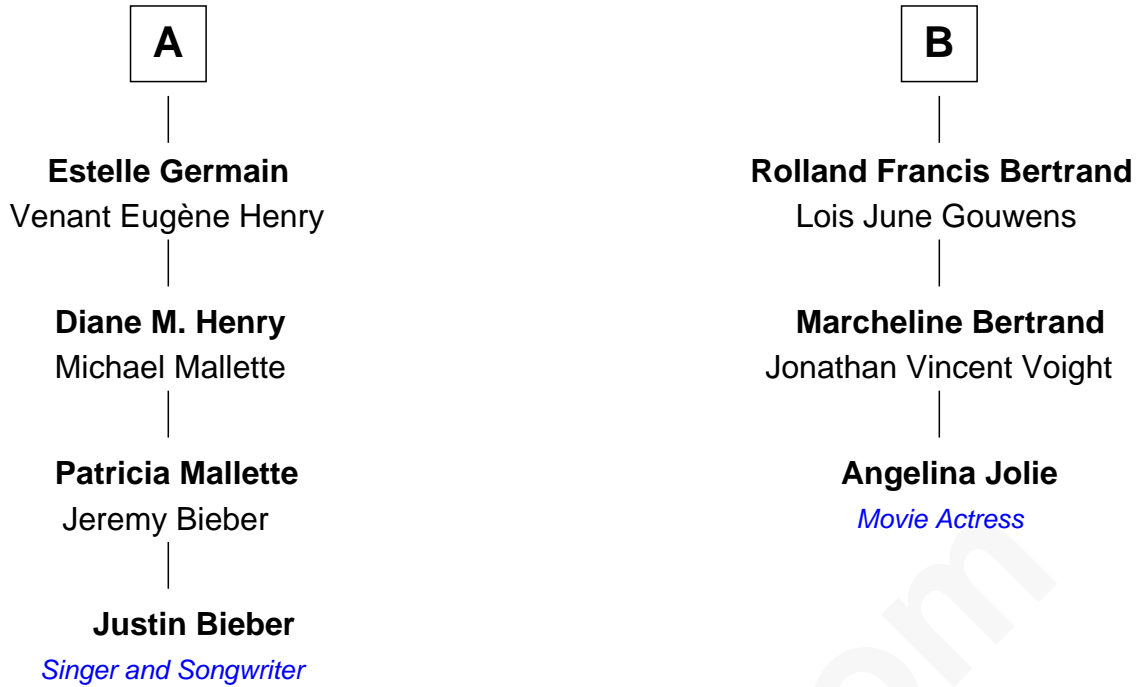 A
Estelle Germain
Venant Eugène Henry
Diane M. Henry
Michael Mallette
Patricia Mallette
Jeremy Bieber
Justin Bieber
Singer and Songwriter
B
Rolland Francis Bertrand
Lois June Gouwens
Marcheline Bertrand
Jonathan Vincent Voight
Angelina Jolie
Movie Actress
om